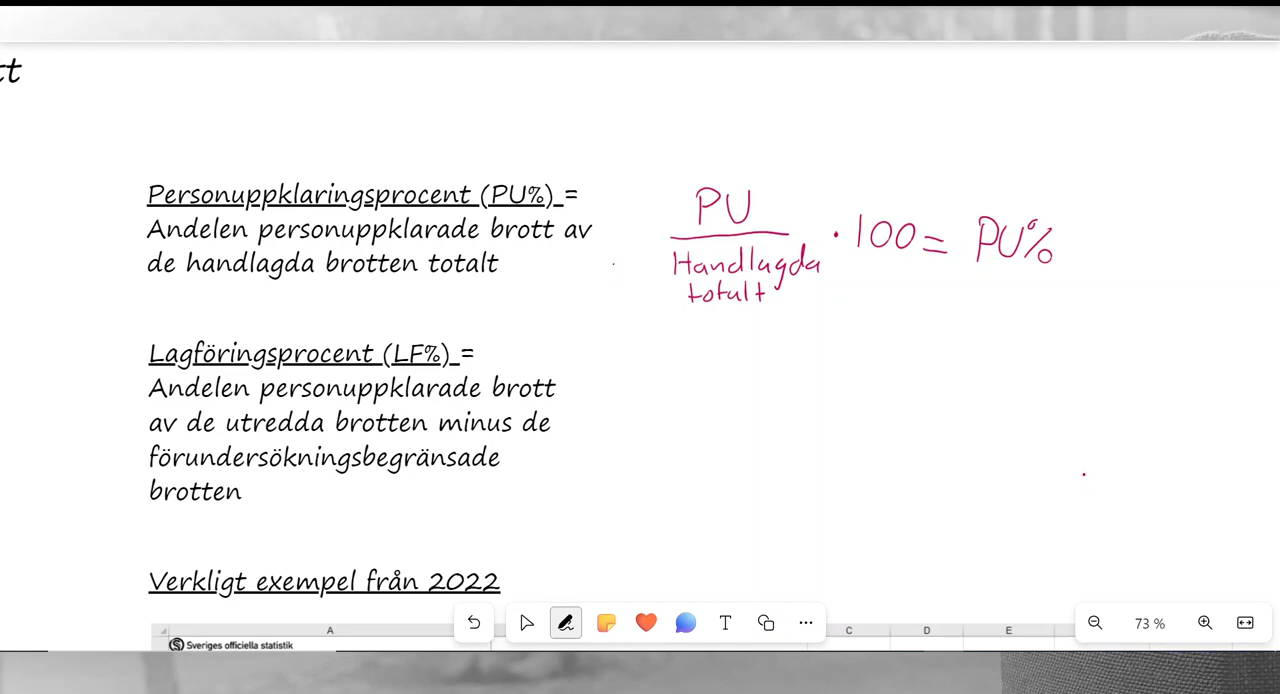 tt
Personuppklaringsprocent (PU%) =
Andelen personuppklarade brott av
de handlagda brotten totalt
PU
Handlagda
totalt
· 100 = PU%
Lagföringsprocent (LF%) =
Andelen personuppklarade brott
av de utredda brotten minus de
förundersökningsbegränsade
brotten
Verkligt exempel från 2022
T
73 %
A
C
D
E
Sveriges officiella statistik